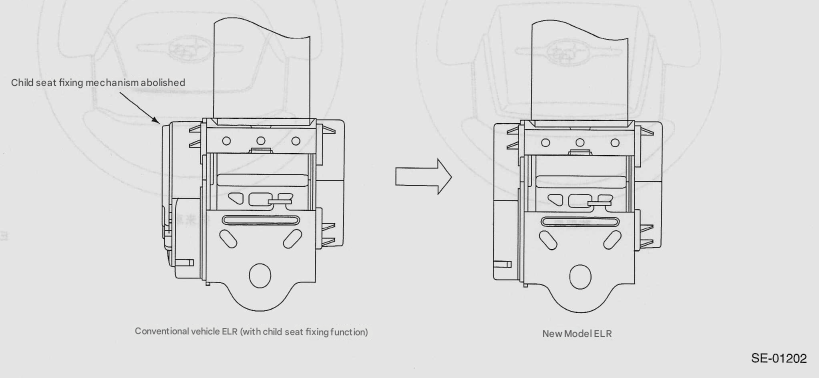 Child seat fixing mechanism abolished
Conventional vehicle ELR (with child seat fixing function)
New Model ELR
SE-01202